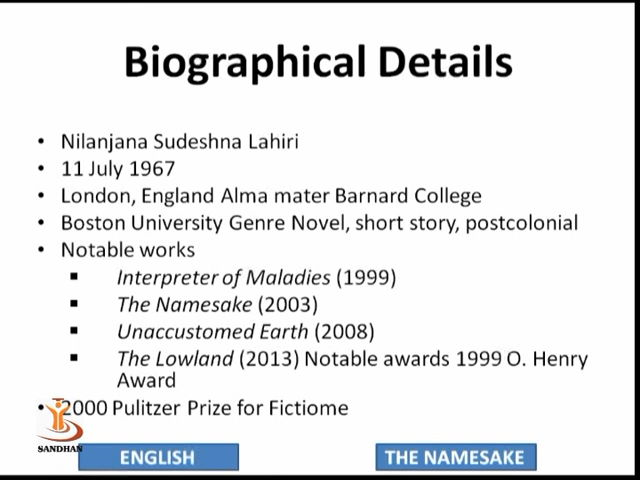 Biographical Details
• Nilanjana Sudeshna Lahiri
• 11 July 1967
• London, England Alma mater Barnard College
• Boston University Genre Novel, short story, postcolonial
• Notable works
▪ Interpreter of Maladies (1999)
▪ The Namesake (2003)
▪ Unaccustomed Earth (2008)
▪ The Lowland (2013) Notable awards 1999 O. Henry
Award
• 2000 Pulitzer Prize for Fictiome
SANDHAN
ENGLISH
THE NAMESAKE